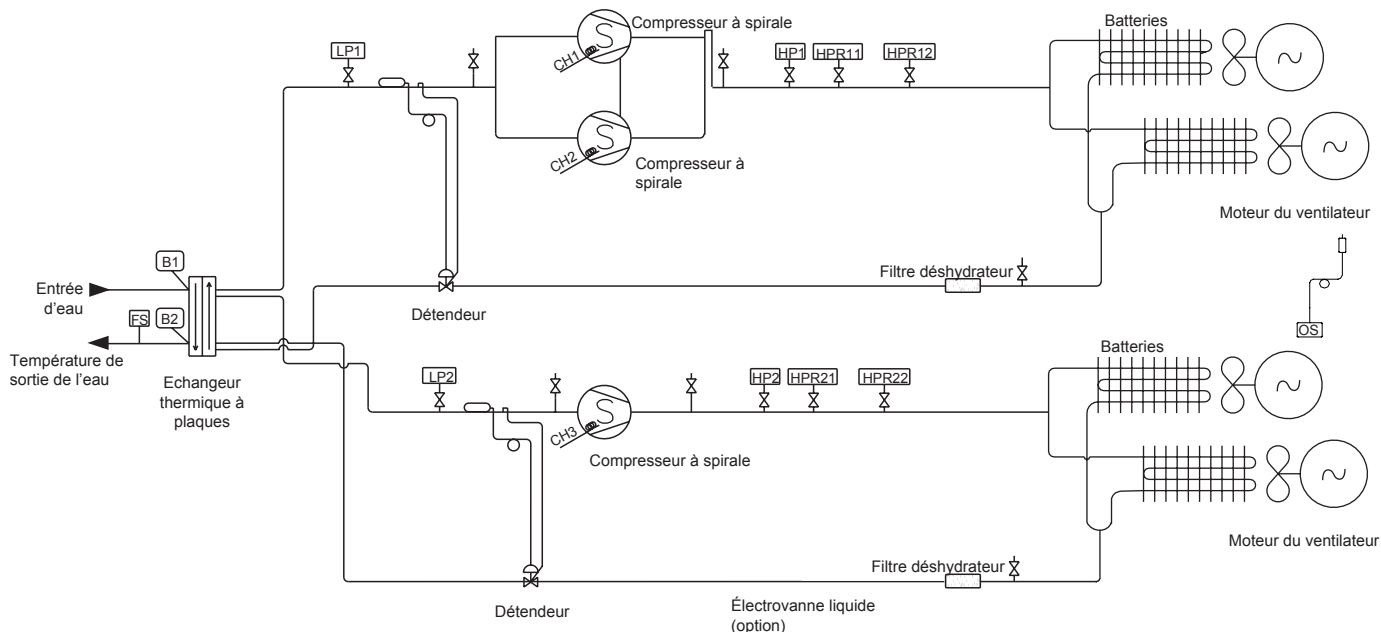 Compresseur à spirale
Batteries
LP1
CH1
HP1
HPR11
HPR12
CH2
Compresseur à
spirale
Moteur du ventilateur
B1
Entrée
d'eau
Filtre déshydrateur
FS
B2
Détendeur
OS
Température de
sortie de l'eau
Echangeur
thermique à
plaques
Batteries
LP2
CH3
HP2
HPR21
HPR22
Compresseur à spirale
Moteur du ventilateur
Filtre déshydrateur
Détendeur
Électrovanne liquide
(option)